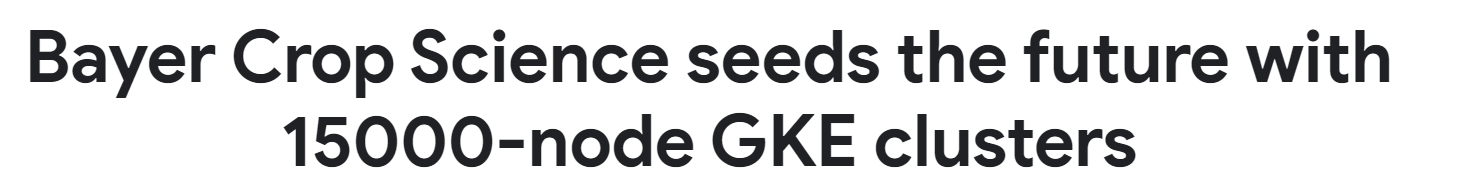 Bayer Crop Science seeds the future with
15000-node GKE clusters